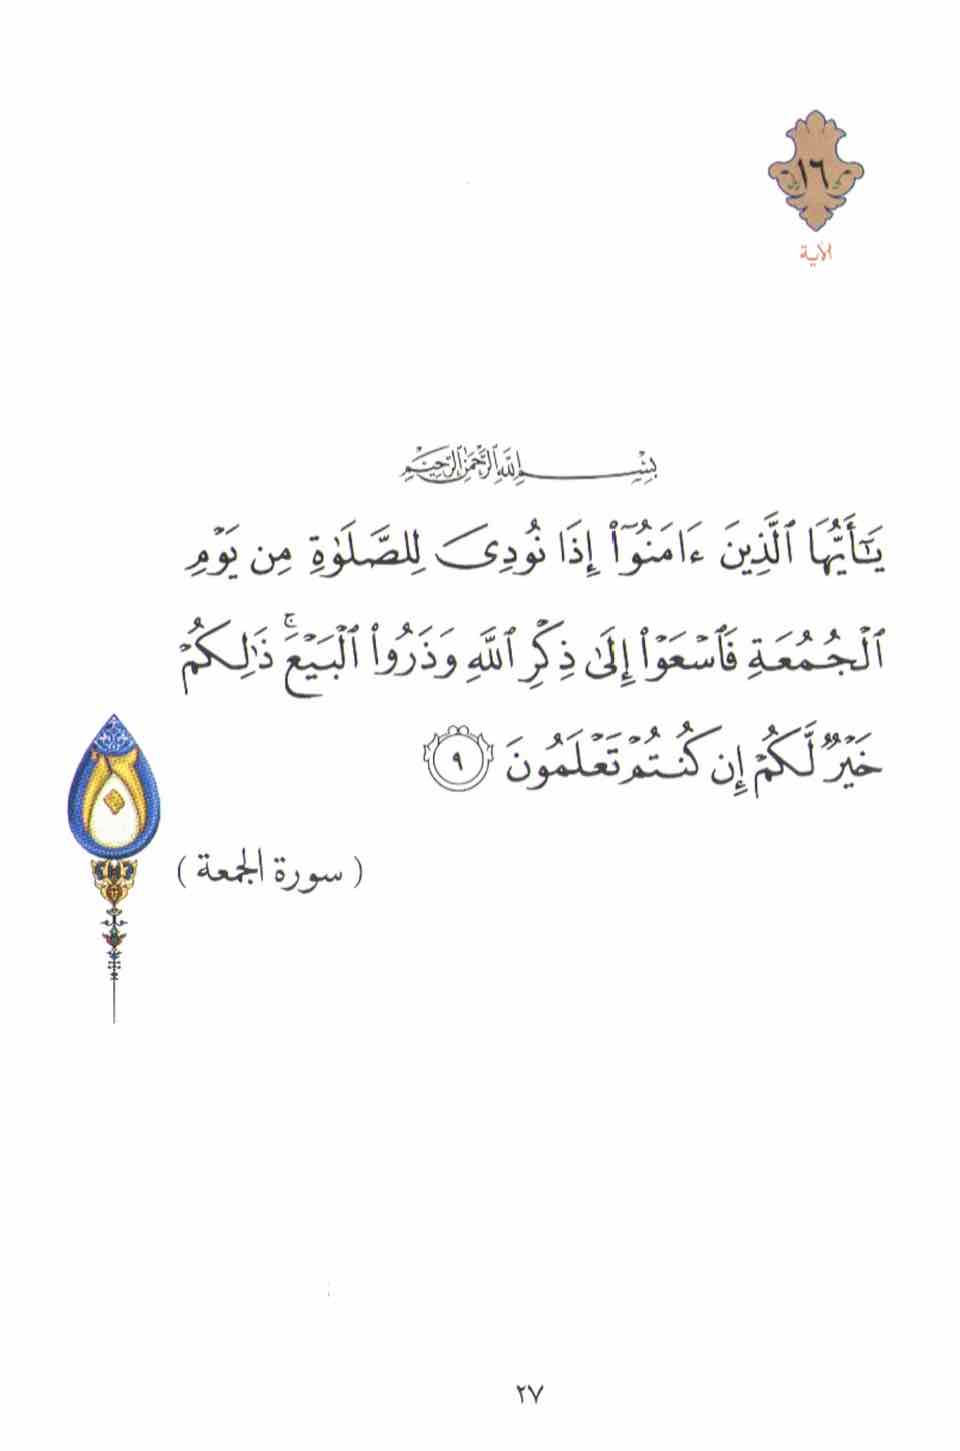 ١٦
الآية
بِسْمِ اللَّهِ الرَّحْمَٰنِ الرَّحِيمِ
يَـٰٓأَيُّهَا ٱلَّذِينَ ءَامَنُوٓا۟ إِذَا نُودِىَ لِلصَّلَوٰةِ مِن يَوْمِ
ٱلْجُمُعَةِ فَٱسْعَوْا۟ إِلَىٰ ذِكْرِ ٱللَّهِ وَذَرُوا۟ ٱلْبَيْعَ ۚ ذَٰلِكُمْ
خَيْرٌ لَّكُمْ إِن كُنتُمْ تَعْلَمُونَ ٩
( سورة الجمعة )
٢٧